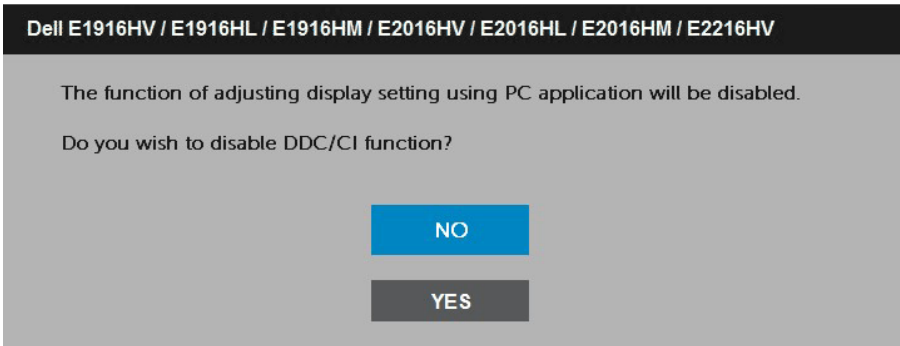 Dell E1916HV / E1916HL / E1916HM / E2016HV / E2016HL / E2016HM / E2216HV
The function of adjusting display setting using PC application will be disabled.
Do you wish to disable DDC/CI function?
NO
YES